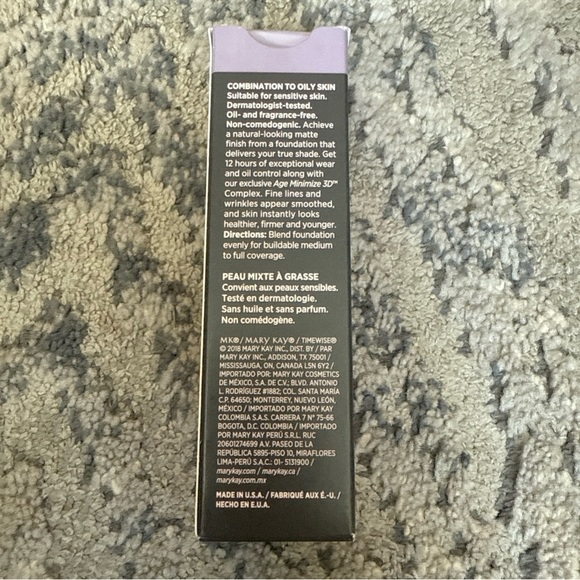 COMBINATION TO OILY SKIN
Suitable for sensitive skin.
Dermatologist-tested.
Oil- and fragrance-free.
Non-comedogenic. Achieve
a natural-looking matte
finish from a foundation that
delivers your true shade. Get
12 hours of exceptional wear
and oil control along with
our exclusive Age Minimize 3D™
Complex. Fine lines and
wrinkles appear smoothed,
and skin instantly looks
healthier, firmer and younger.
Directions: Blend foundation
evenly for buildable medium
to full coverage.
PEAU MIXTE À GRASSE
Convient aux peaux sensibles.
Testé en dermatologie.
Sans huile et sans parfum.
Non comédogène.
MK® / MARY KAY® / TIMEWISE®
© 2018 MARY KAY INC., DIST. BY / PAR
MARY KAY INC., ADDISON, TX 75001 /
MISSISSAUGA, ON, CANADA L5N 6Y2 /
IMPORTADO POR: MARY KAY COSMETICS
DE MÉXICO, S.A. DE C.V.; BLVD. ANTONIO
L. RODRÍGUEZ #1882; COL. SANTA MARÍA
C.P. 64650; MONTERREY, NUEVO LEÓN,
MÉXICO / IMPORTADO POR MARY KAY
COLOMBIA S.A.S. CARRERA 7 N° 75-66
BOGOTA, D.C. COLOMBIA / IMPORTADO
POR MARY KAY PERÚ S.R.L. RUC
20601274699 A.V. PASEO DE LA
REPÚBLICA 5895-PISO 10, MIRAFLORES
LIMA-PERÚ S.A.C.: 01- 5131900 /
marykay.com / marykay.ca /
marykay.com.mx
MADE IN U.S.A. / FABRIQUÉ AUX É.-U. /
HECHO EN E.U.A.